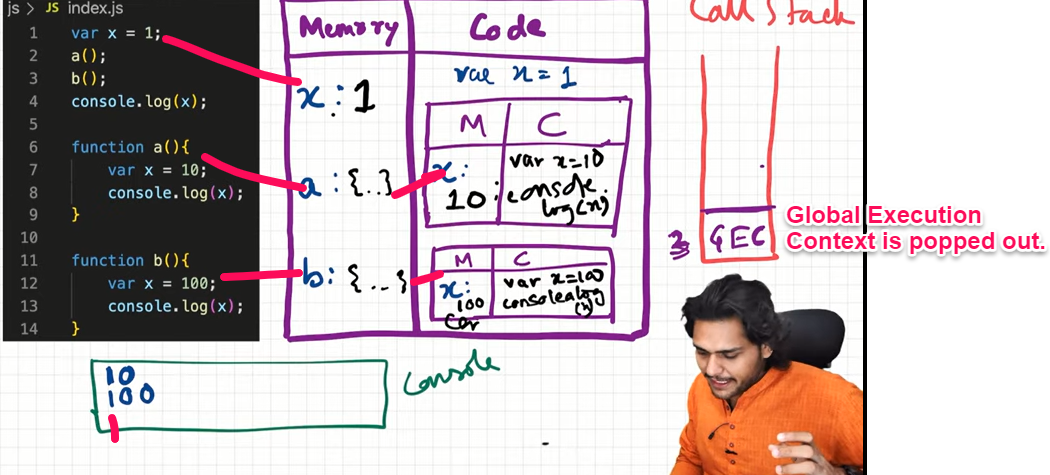 js > JS index.js
1 var x = 1;
2 a();
3 b();
4 console.log(x);
5
6 function a(){
7 var x = 10;
8 console.log(x);
9 }
10
11 function b(){
12 var x = 100;
13 console.log(x);
14 }
Memory
Code
x : 1
var x = 1
a : {..}
M
C
x:
10
var x=10
console.
log(x)
b: {..}
M
C
x:
100
var x=100
console.log
(x)
Call Stack
GEC
Global Execution
Context is popped out.
10
100
1
Console